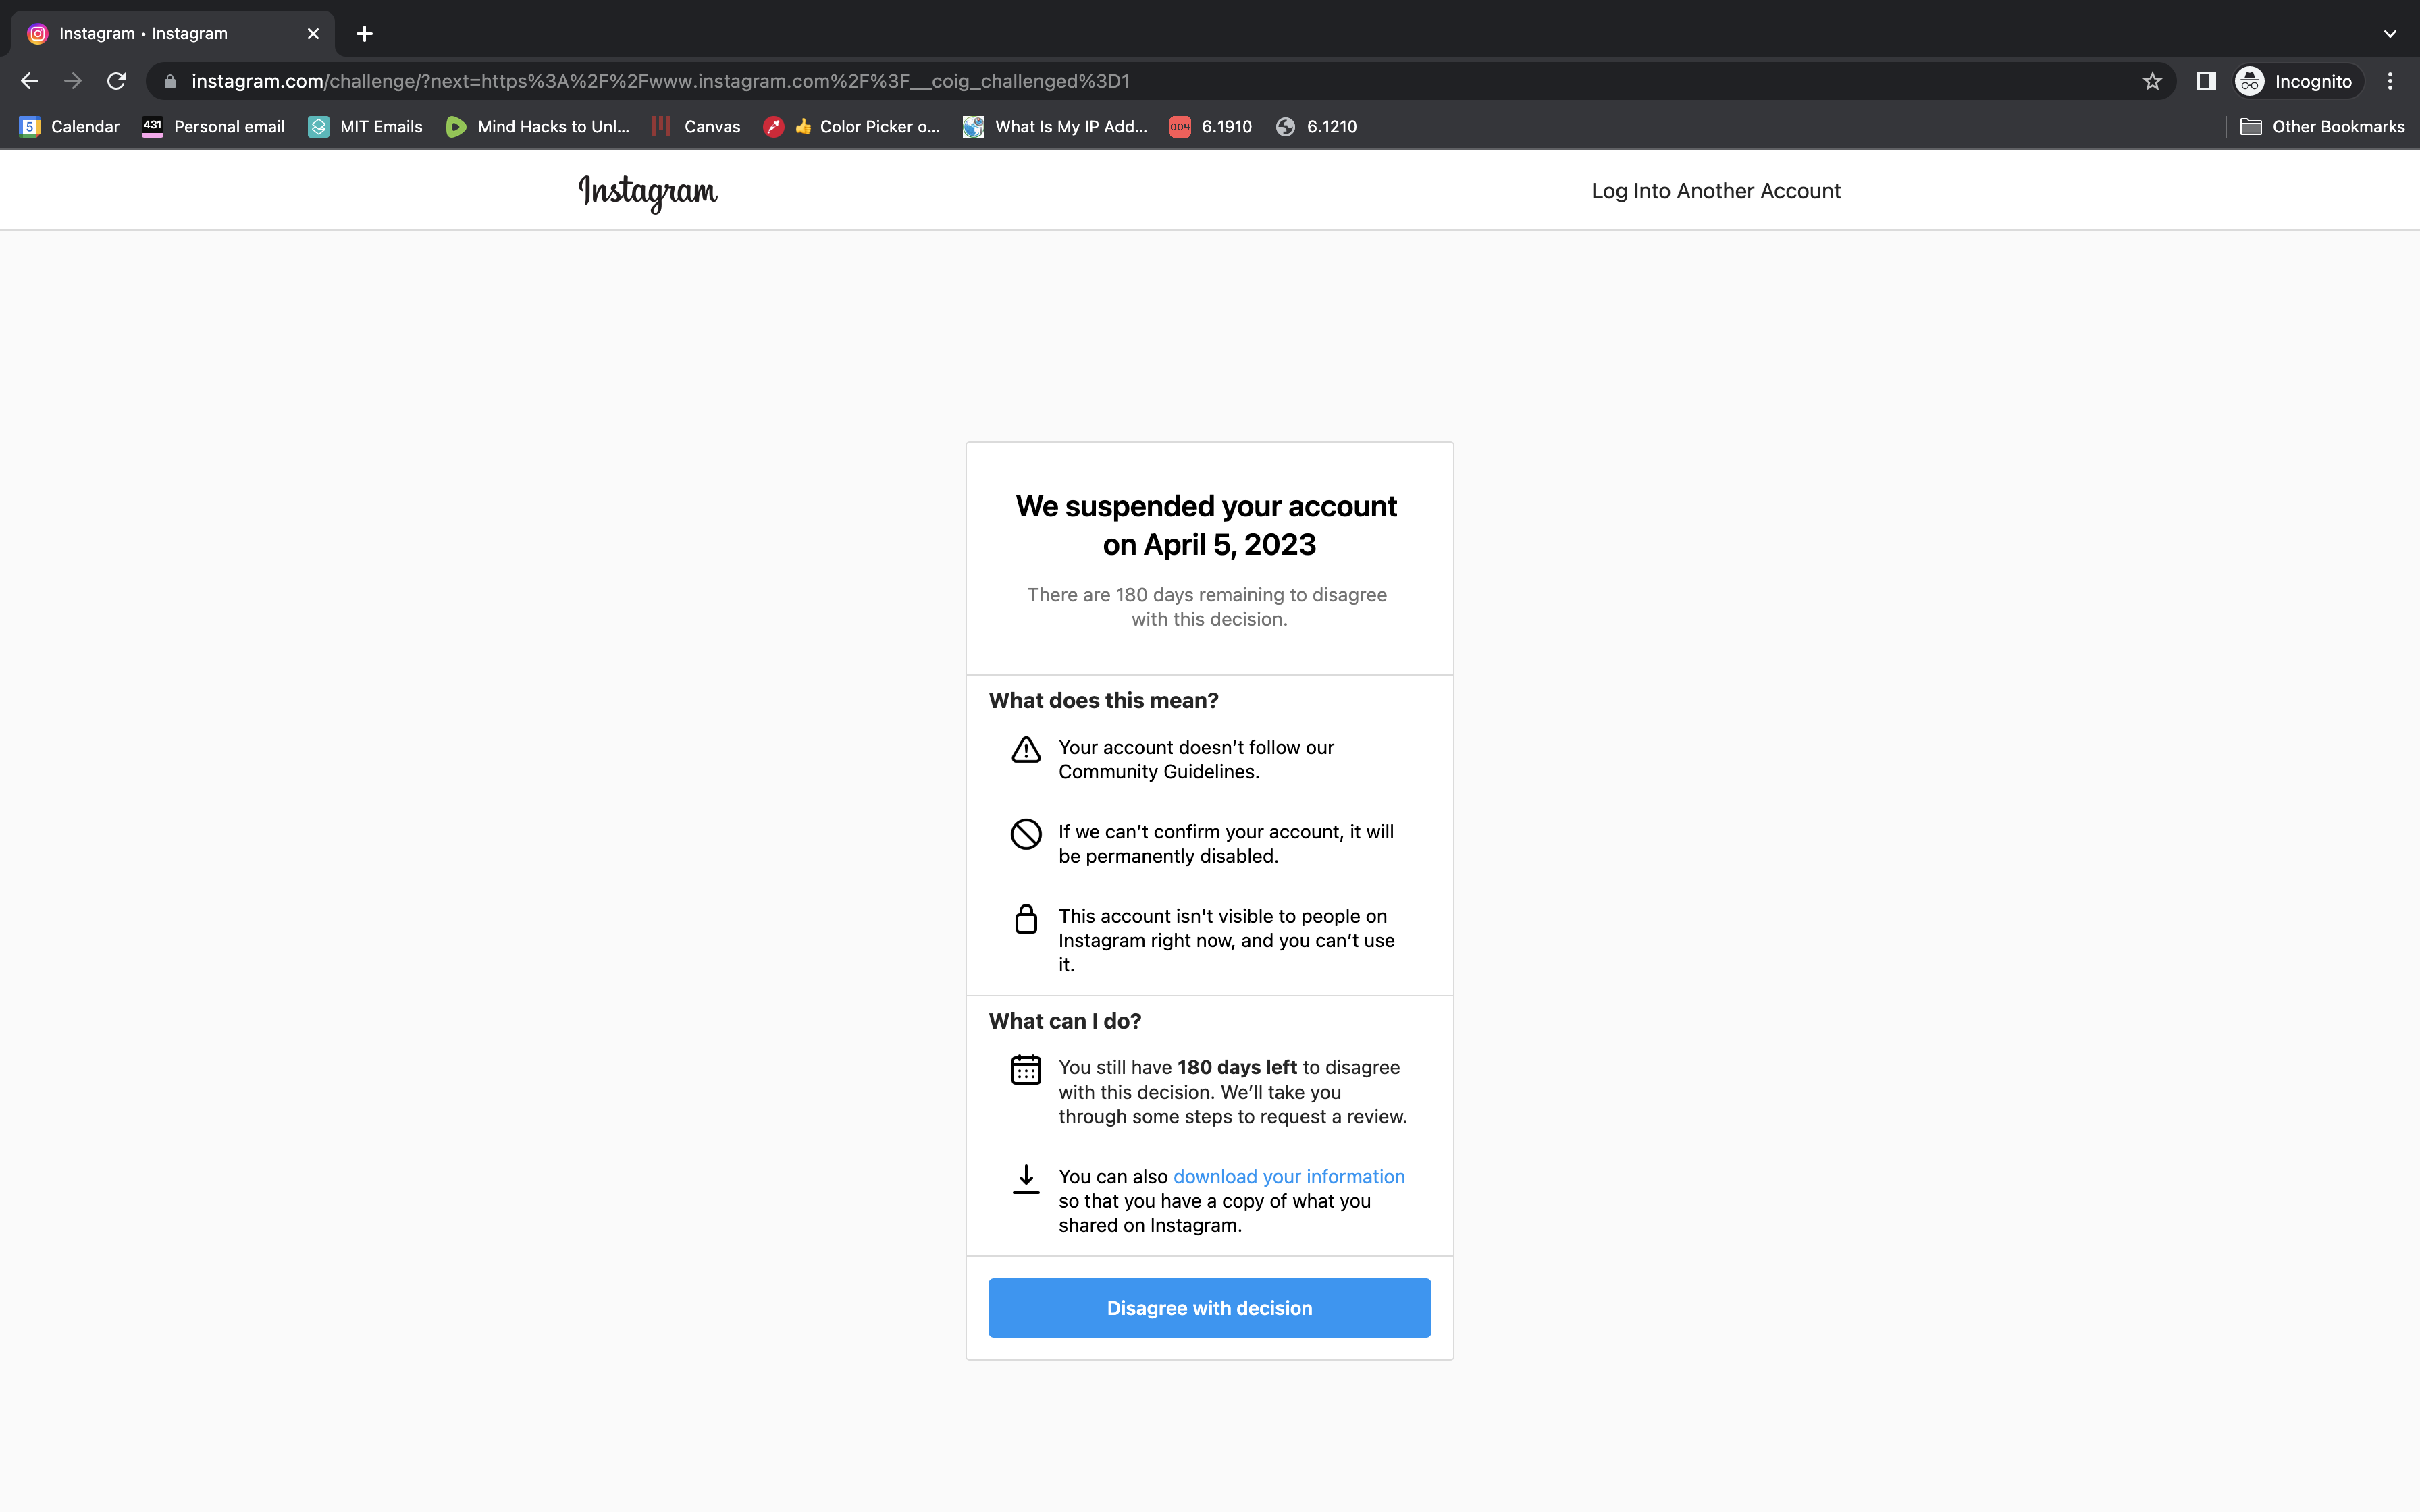 Instagram • Instagram
instagram.com/challenge/?next=https%3A%2F%2Fwww.instagram.com%2F%3F__coig_challenged%3D1
Incognito
5 Calendar
431 Personal email
MIT Emails
Mind Hacks to Unl...
Canvas
👍 Color Picker o...
What Is My IP Add...
004 6.1910
6.1210
Other Bookmarks
Instagram
Log Into Another Account
We suspended your account
on April 5, 2023
There are 180 days remaining to disagree
with this decision.
What does this mean?
Your account doesn’t follow our
Community Guidelines.
If we can’t confirm your account, it will
be permanently disabled.
This account isn't visible to people on
Instagram right now, and you can’t use
it.
What can I do?
You still have 180 days left to disagree
with this decision. We’ll take you
through some steps to request a review.
You can also download your information
so that you have a copy of what you
shared on Instagram.
Disagree with decision